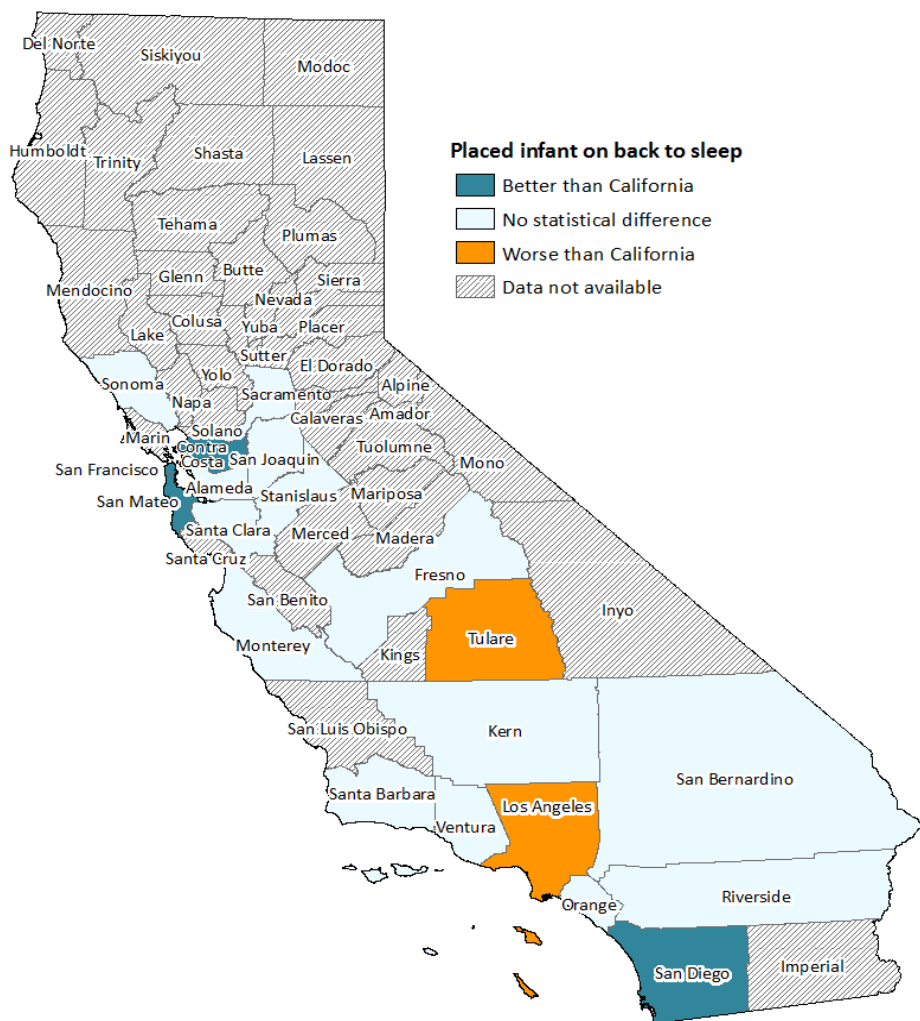 Del Norte
Siskiyou
Modoc
Humboldt
Trinity
Shasta
Lassen
Placed infant on back to sleep
Better than California
No statistical difference
Worse than California
Data not available
Tehama
Plumas
Glenn
Butte
Sierra
Mendocino
Nevada
Colusa
Yuba
Placer
Lake
Sutter
El Dorado
Yolo
Sonoma
Alpine
Sacramento
Napa
Calaveras
Amador
Solano
Marin
Contra
Costa
Tuolumne
San Joaquin
Mono
San Francisco
Alameda
Stanislaus
Mariposa
San Mateo
Santa Clara
Merced
Madera
Santa Cruz
Fresno
San Benito
Inyo
Tulare
Monterey
Kings
San Luis Obispo
Kern
San Bernardino
Santa Barbara
Los Angeles
Ventura
Riverside
Orange
San Diego
Imperial